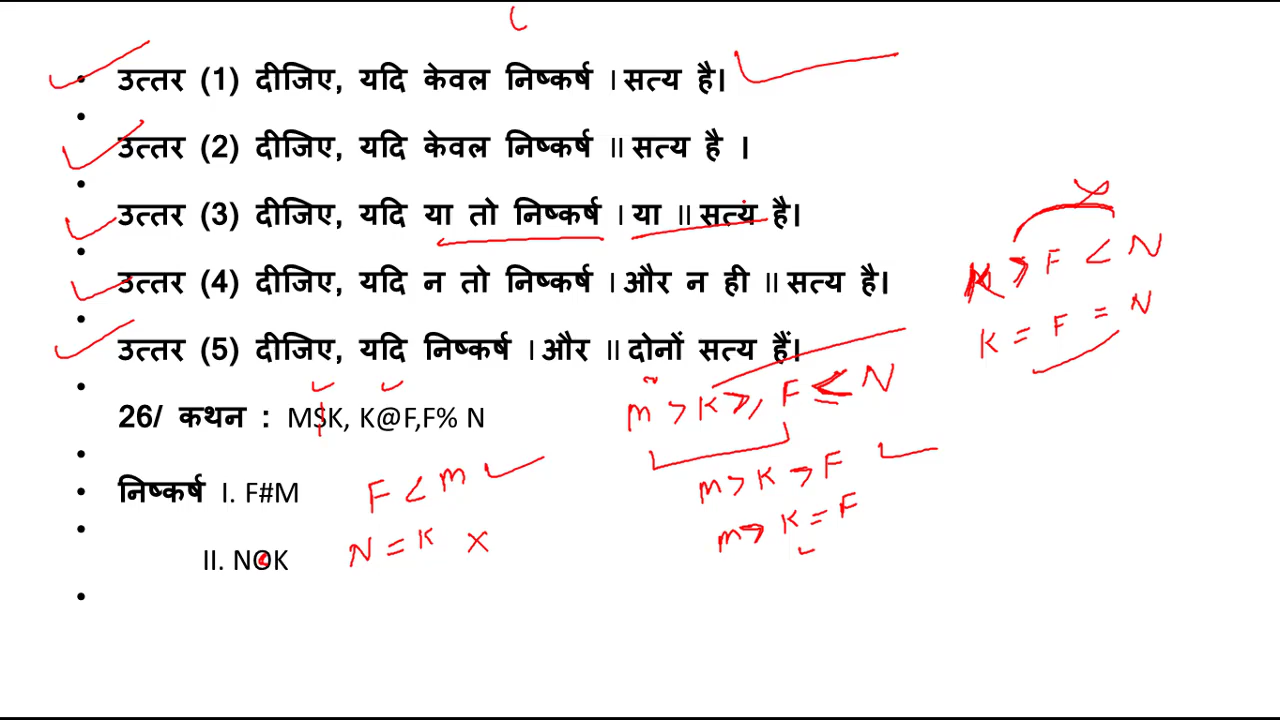 • उत्तर (1) दीजिए, यदि केवल निष्कर्ष I सत्य है।
•
उत्तर (2) दीजिए, यदि केवल निष्कर्ष II सत्य है ।
•
उत्तर (3) दीजिए, यदि या तो निष्कर्ष I या II सत्य है।
•
उत्तर (4) दीजिए, यदि न तो निष्कर्ष I और न ही II सत्य है।
•
उत्तर (5) दीजिए, यदि निष्कर्ष I और II दोनों सत्य हैं।
•
26/ कथन : M$K, K@F,F% N
•
• निष्कर्ष I. F#M
•
II. NOK
•
K ≥ F < N
K = F = N
m > K ≥ F ≤ N
m > K > F
m > K = F
F < m
N = K ×